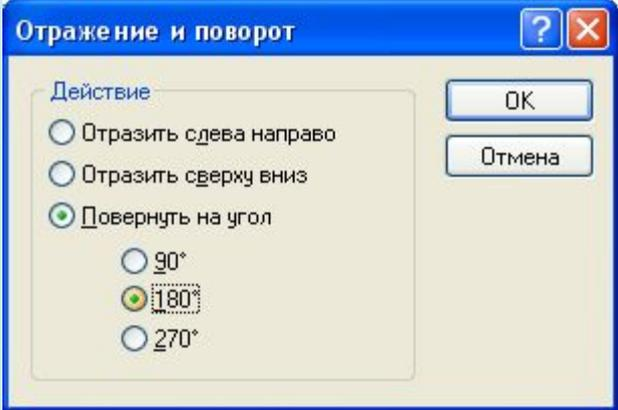 Отражение и поворот
Действие
Отразить слева направо
Отразить сверху вниз
Повернуть на угол
90°
180°
270°
OK
Отмена